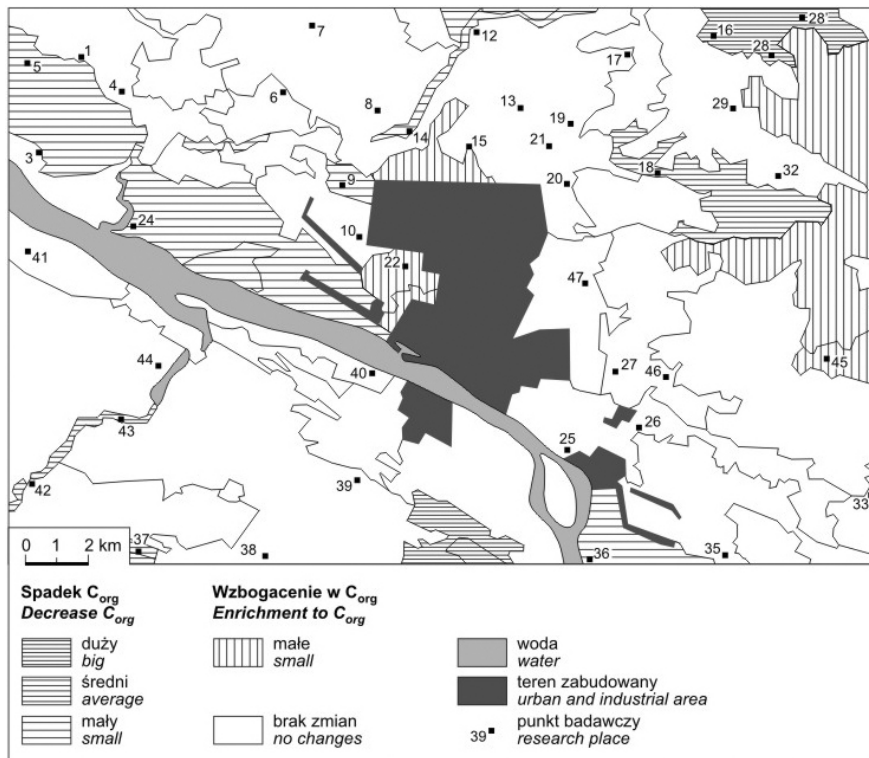 7
12
16
28'
1
5
17
28
4
6
8
13
29
19
14
15
21
3
18
32
9
20
24
10
41
22
47
45
44
40
27
46
43
26
25
42
39
33
37
38
36
35
0 1 2 km
Spadek C org
Decrease C org
Wzbogacenie w C org
Enrichment to C org
duży
big
małe
small
woda
water
średni
average
teren zabudowany
urban and industrial area
mały
small
brak zmian
no changes
39
punkt badawczy
research place